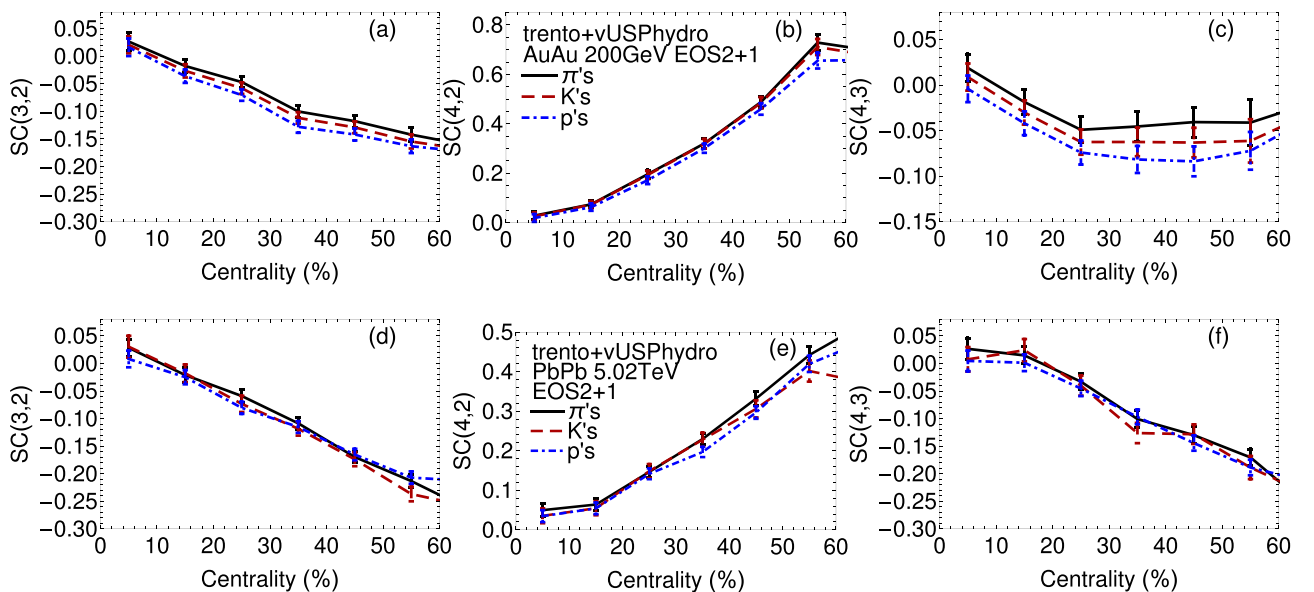 (a)
0.05
0.00
−0.05
−0.10
−0.15
−0.20
−0.25
−0.30
SC(3,2)
0 10 20 30 40 50 60
Centrality (%)
(b)
trento+vUSPhydro
AuAu 200GeV EOS2+1
π's
K's
p's
0.8
0.6
0.4
0.2
0.0
SC(4,2)
0 10 20 30 40 50 60
Centrality (%)
(c)
0.05
0.00
−0.05
−0.10
−0.15
SC(4,3)
0 10 20 30 40 50 60
Centrality (%)
(d)
0.05
0.00
−0.05
−0.10
−0.15
−0.20
−0.25
−0.30
SC(3,2)
0 10 20 30 40 50 60
Centrality (%)
(e)
trento+vUSPhydro
PbPb 5.02TeV
EOS2+1
π's
K's
p's
0.5
0.4
0.3
0.2
0.1
0.0
SC(4,2)
0 10 20 30 40 50 60
Centrality (%)
(f)
0.05
0.00
−0.05
−0.10
−0.15
−0.20
−0.25
−0.30
SC(4,3)
0 10 20 30 40 50 60
Centrality (%)